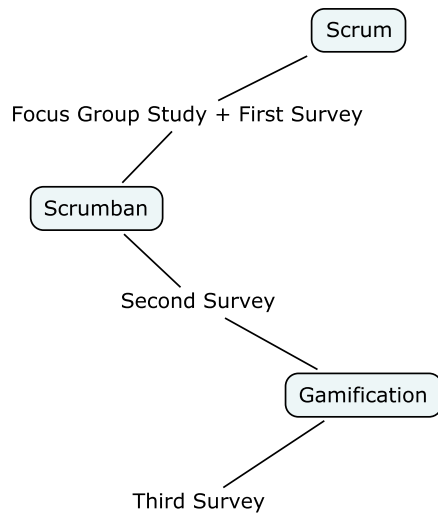 Scrum
Focus Group Study + First Survey
Scrumban
Second Survey
Gamification
Third Survey